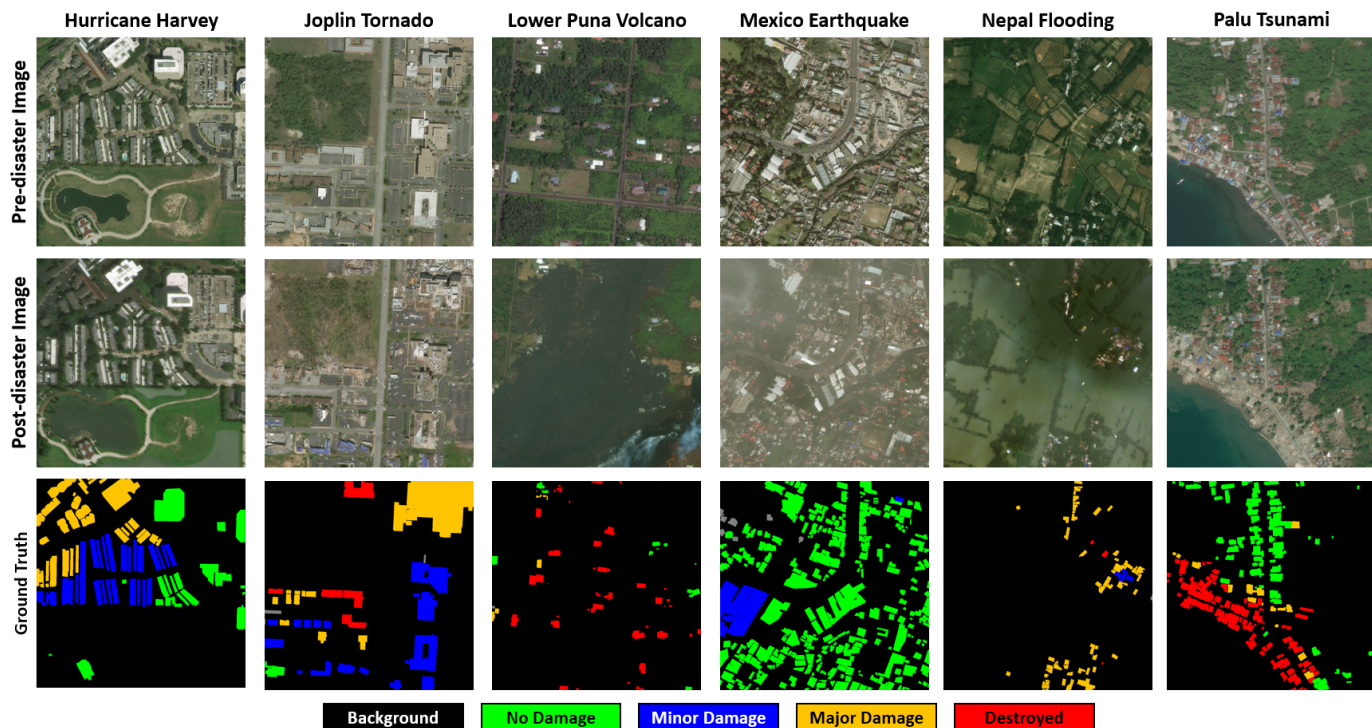 Hurricane Harvey Joplin Tornado Lower Puna Volcano Mexico Earthquake Nepal Flooding Palu Tsunami
Pre-disaster Image
Post-disaster Image
Ground Truth
Background No Damage Minor Damage Major Damage Destroyed